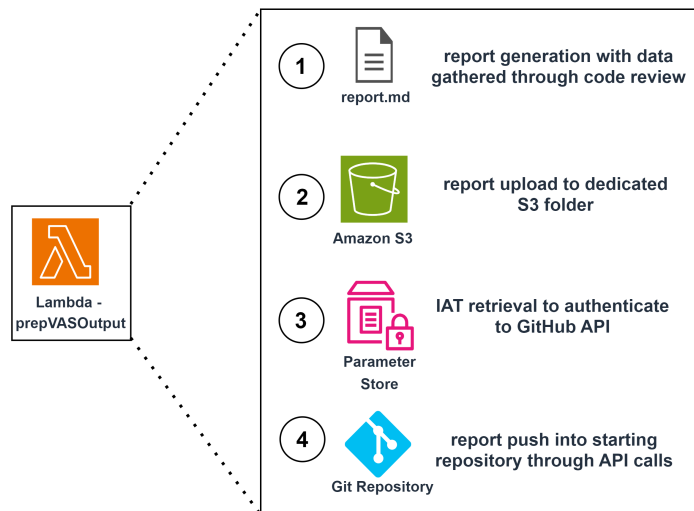 1
report.md
report generation with data
gathered through code review
2
Amazon S3
report upload to dedicated
S3 folder
Lambda -
prepVASOutput
3
Parameter
Store
IAT retrieval to authenticate
to GitHub API
4
Git Repository
report push into starting
repository through API calls